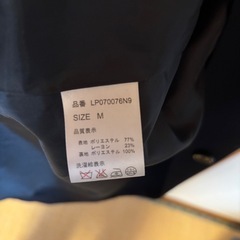 品番 LP070076N9
SIZE M
品質表示
表地 ポリエステル 77%
レーヨン 23%
裏地 ポリエステル 100%
洗濯縮表示